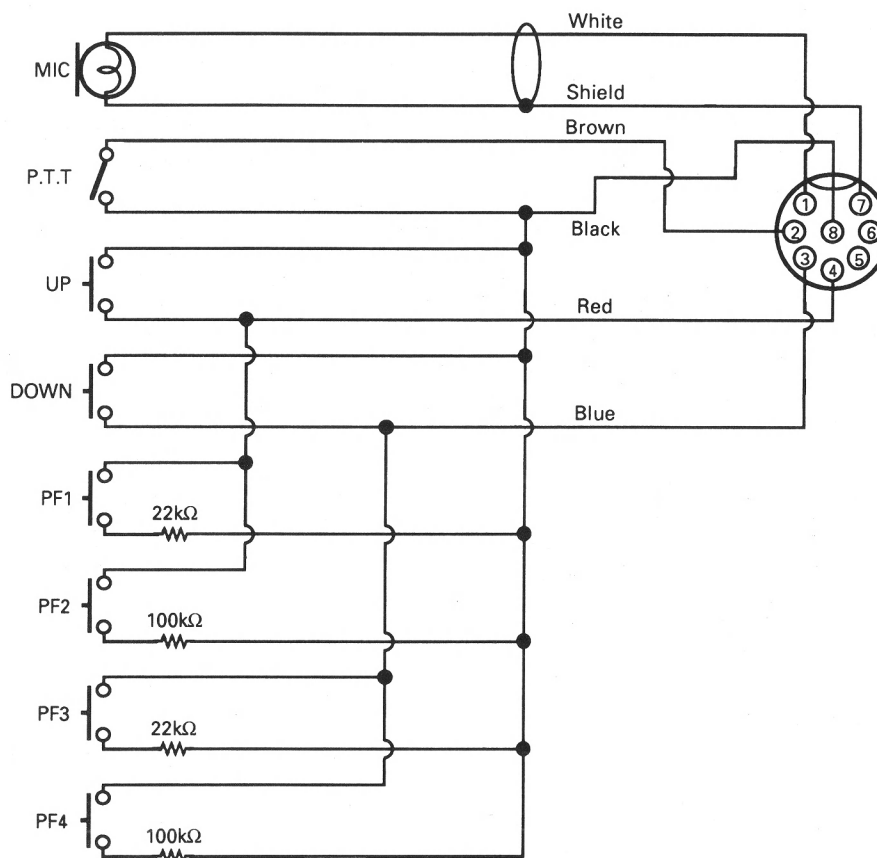 White
MIC
Shield
Brown
P.T.T
Black
1
7
2
8
6
3
4
5
UP
Red
DOWN
Blue
PF1
22kΩ
PF2
100kΩ
PF3
22kΩ
PF4
100kΩ